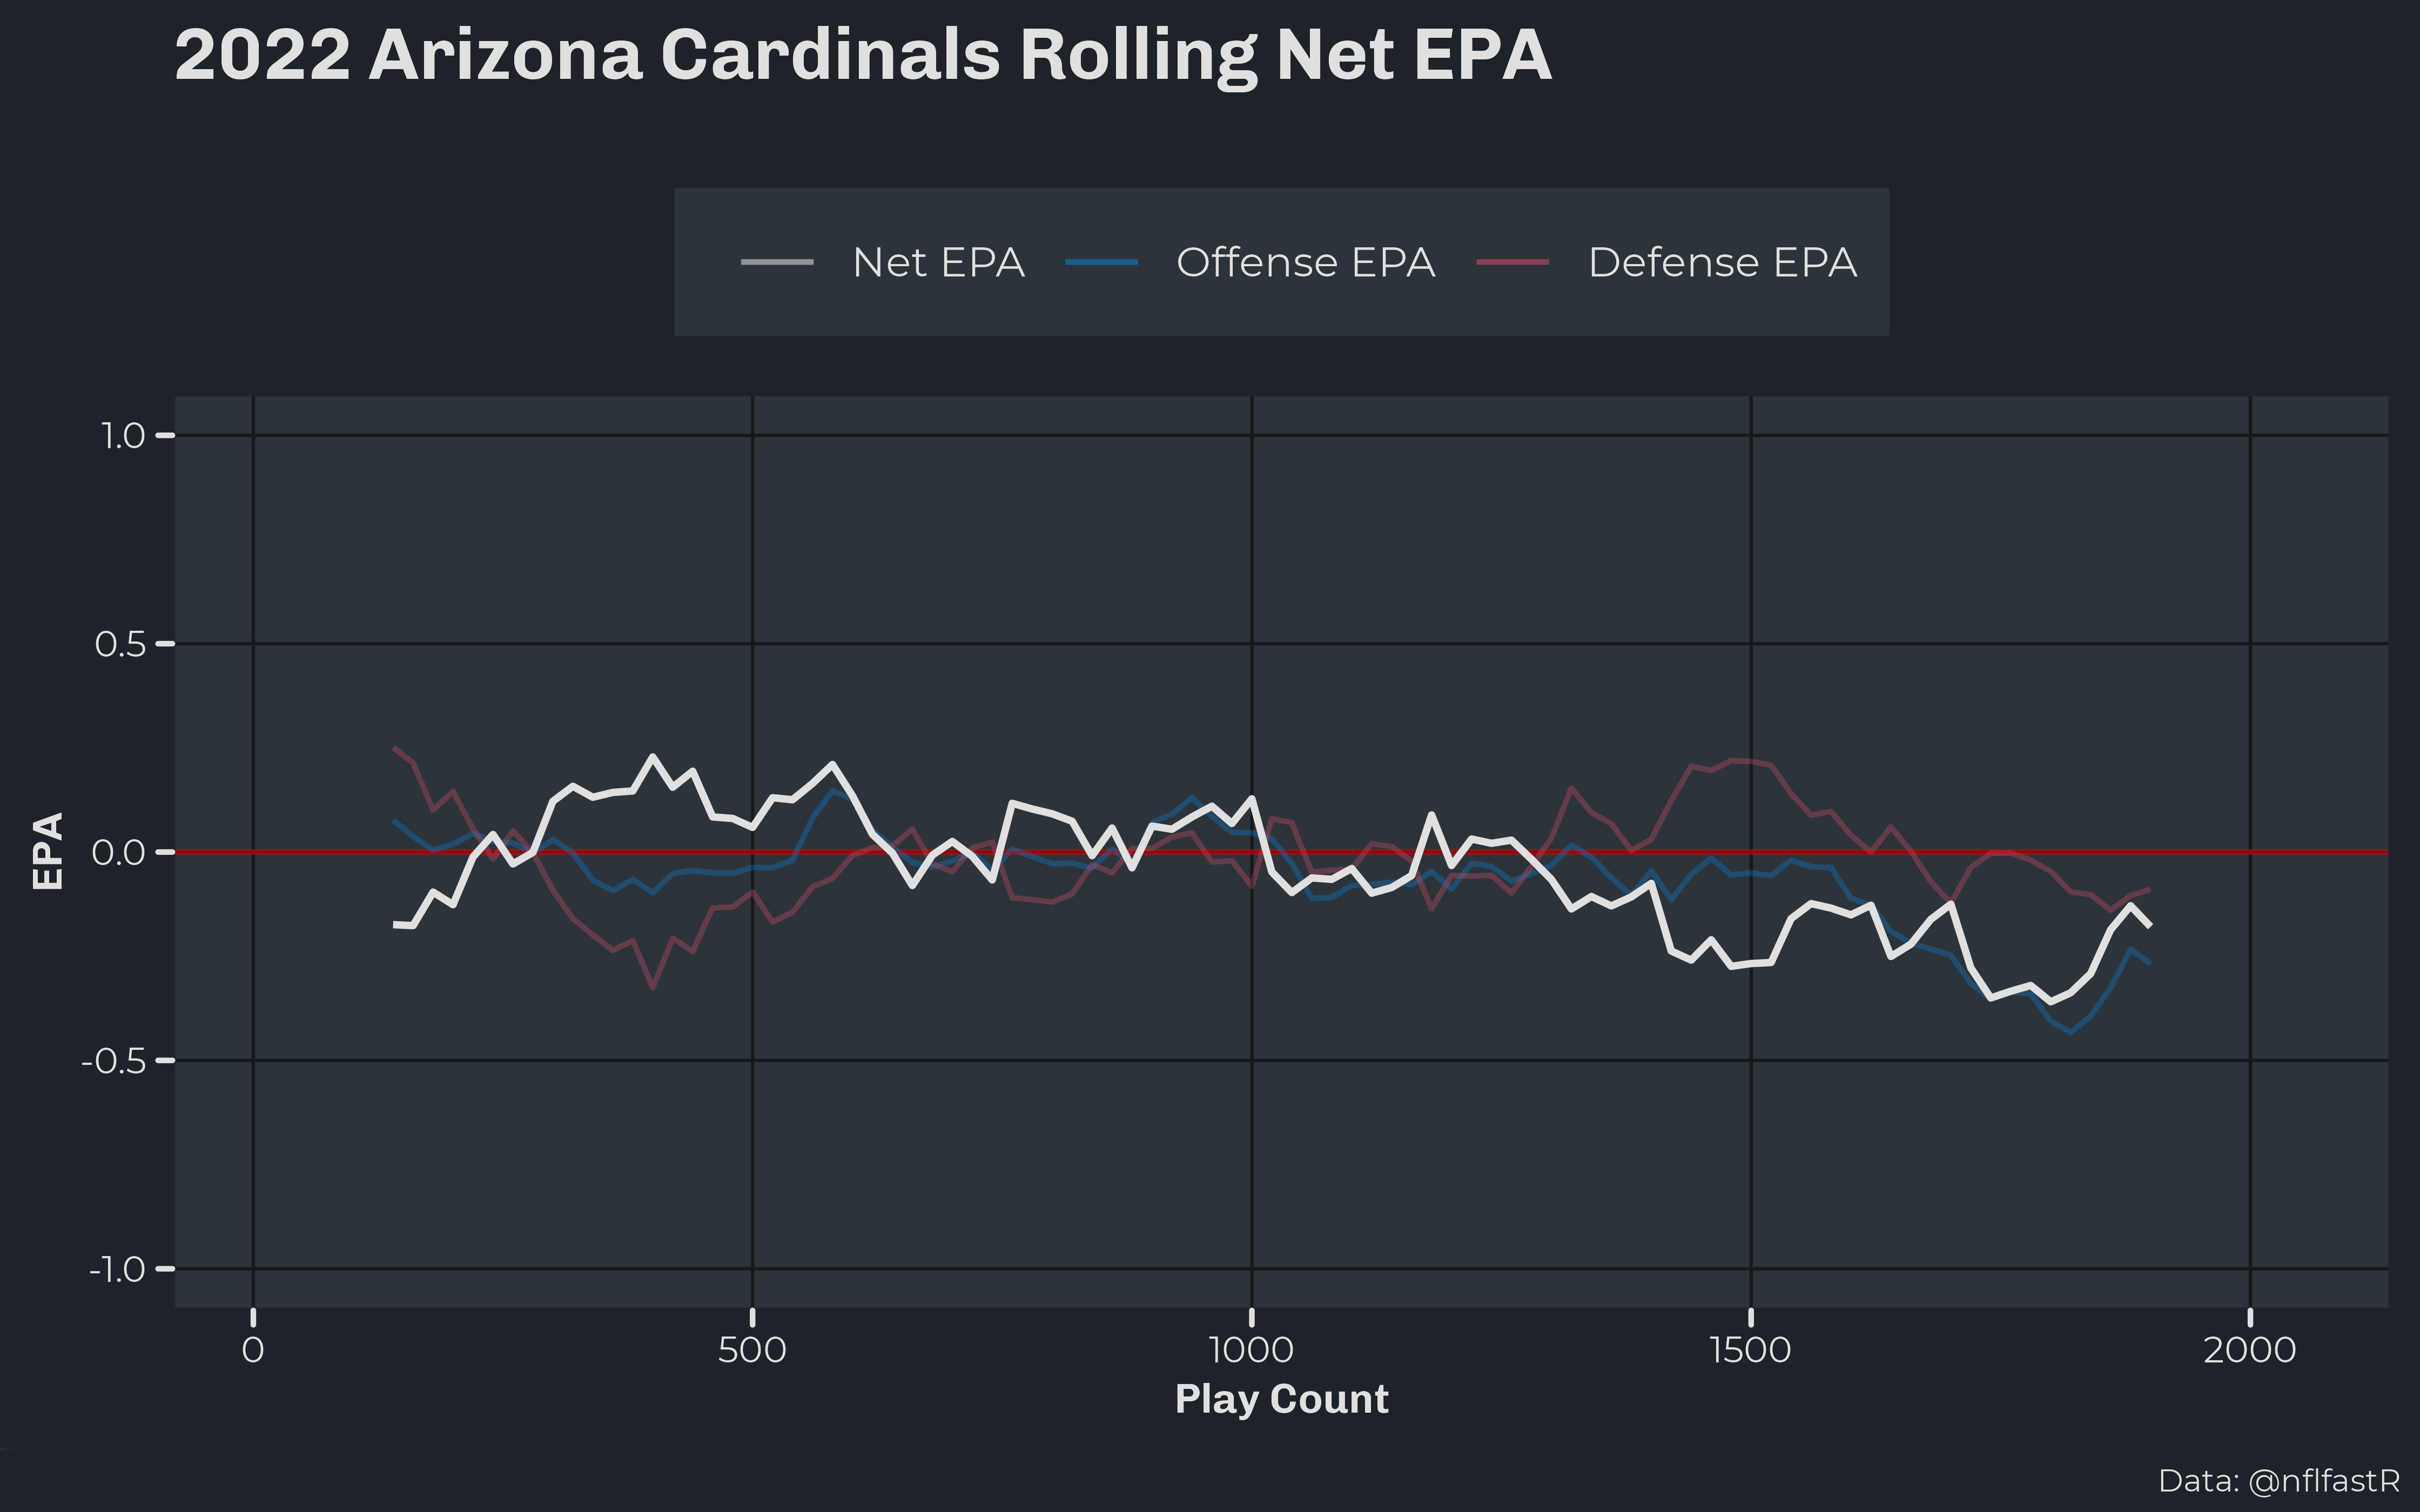 2022 Arizona Cardinals Rolling Net EPA
Net EPA Offense EPA Defense EPA
1.0
0.5
0.0
-0.5
-1.0
EPA
0 500 1000 1500 2000
Play Count
Data: @nflfastR